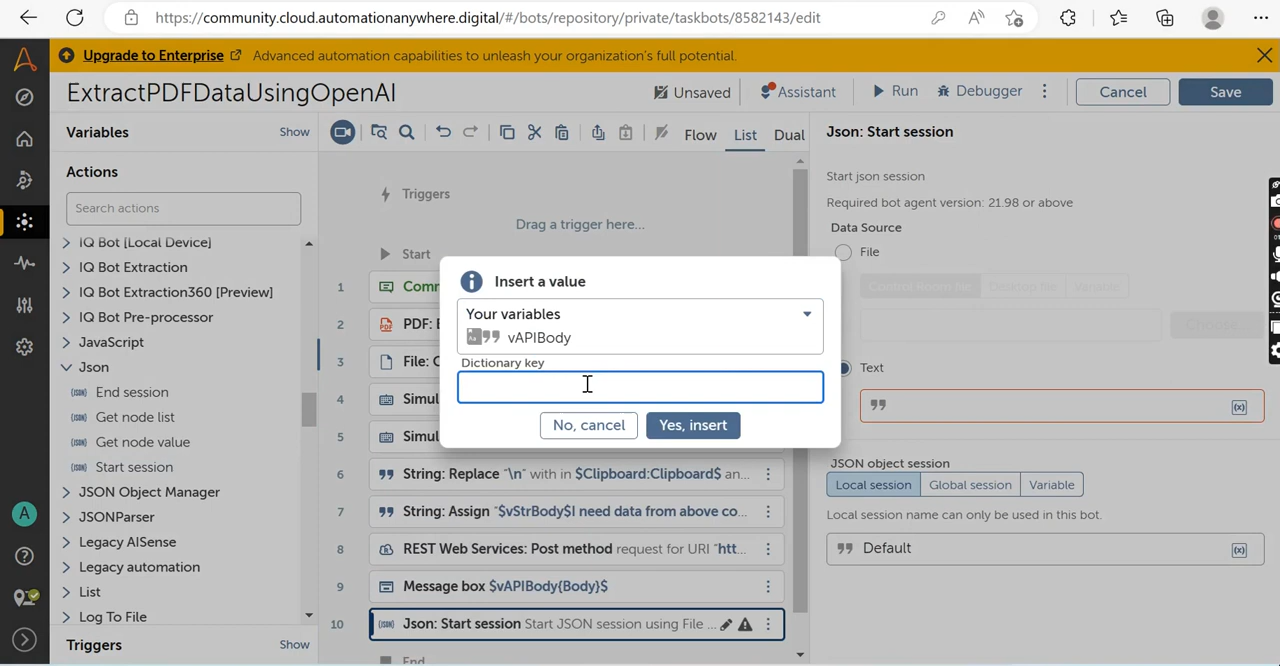 https://community.cloud.automationanywhere.digital/#/bots/repository/private/taskbots/8582143/edit
Upgrade to Enterprise Advanced automation capabilities to unleash your organization's full potential.
ExtractPDFDataUsingOpenAI
Unsaved
Assistant
Run
Debugger
Cancel
Save
Variables
Show
Flow
List
Dual
Json: Start session
Actions
Search actions
IQ Bot [Local Device]
IQ Bot Extraction
IQ Bot Extraction360 [Preview]
IQ Bot Pre-processor
JavaScript
Json
End session
Get node list
Get node value
Start session
JSON Object Manager
JSONParser
Legacy AISense
Legacy automation
List
Log To File
Triggers
Show
Triggers
Drag a trigger here...
Start
1 Comm
2 PDF: E
3 File: C
4 Simul
5 Simul
6 String: Replace "\n" with in $Clipboard:Clipboard$ an...
7 String: Assign "$vStrBody$I need data from above co...
8 REST Web Services: Post method request for URI "htt...
9 Message box $vAPIBody{Body}$
10 Json: Start session Start JSON session using File ...
End
Insert a value
Your variables
vAPIBody
Dictionary key
No, cancel
Yes, insert
Start json session
Required bot agent version: 21.98 or above
Data Source
File
Control Room file
Desktop file
Variable
Choose...
Text
(x)
JSON object session
Local session
Global session
Variable
Local session name can only be used in this bot.
Default
(x)
A